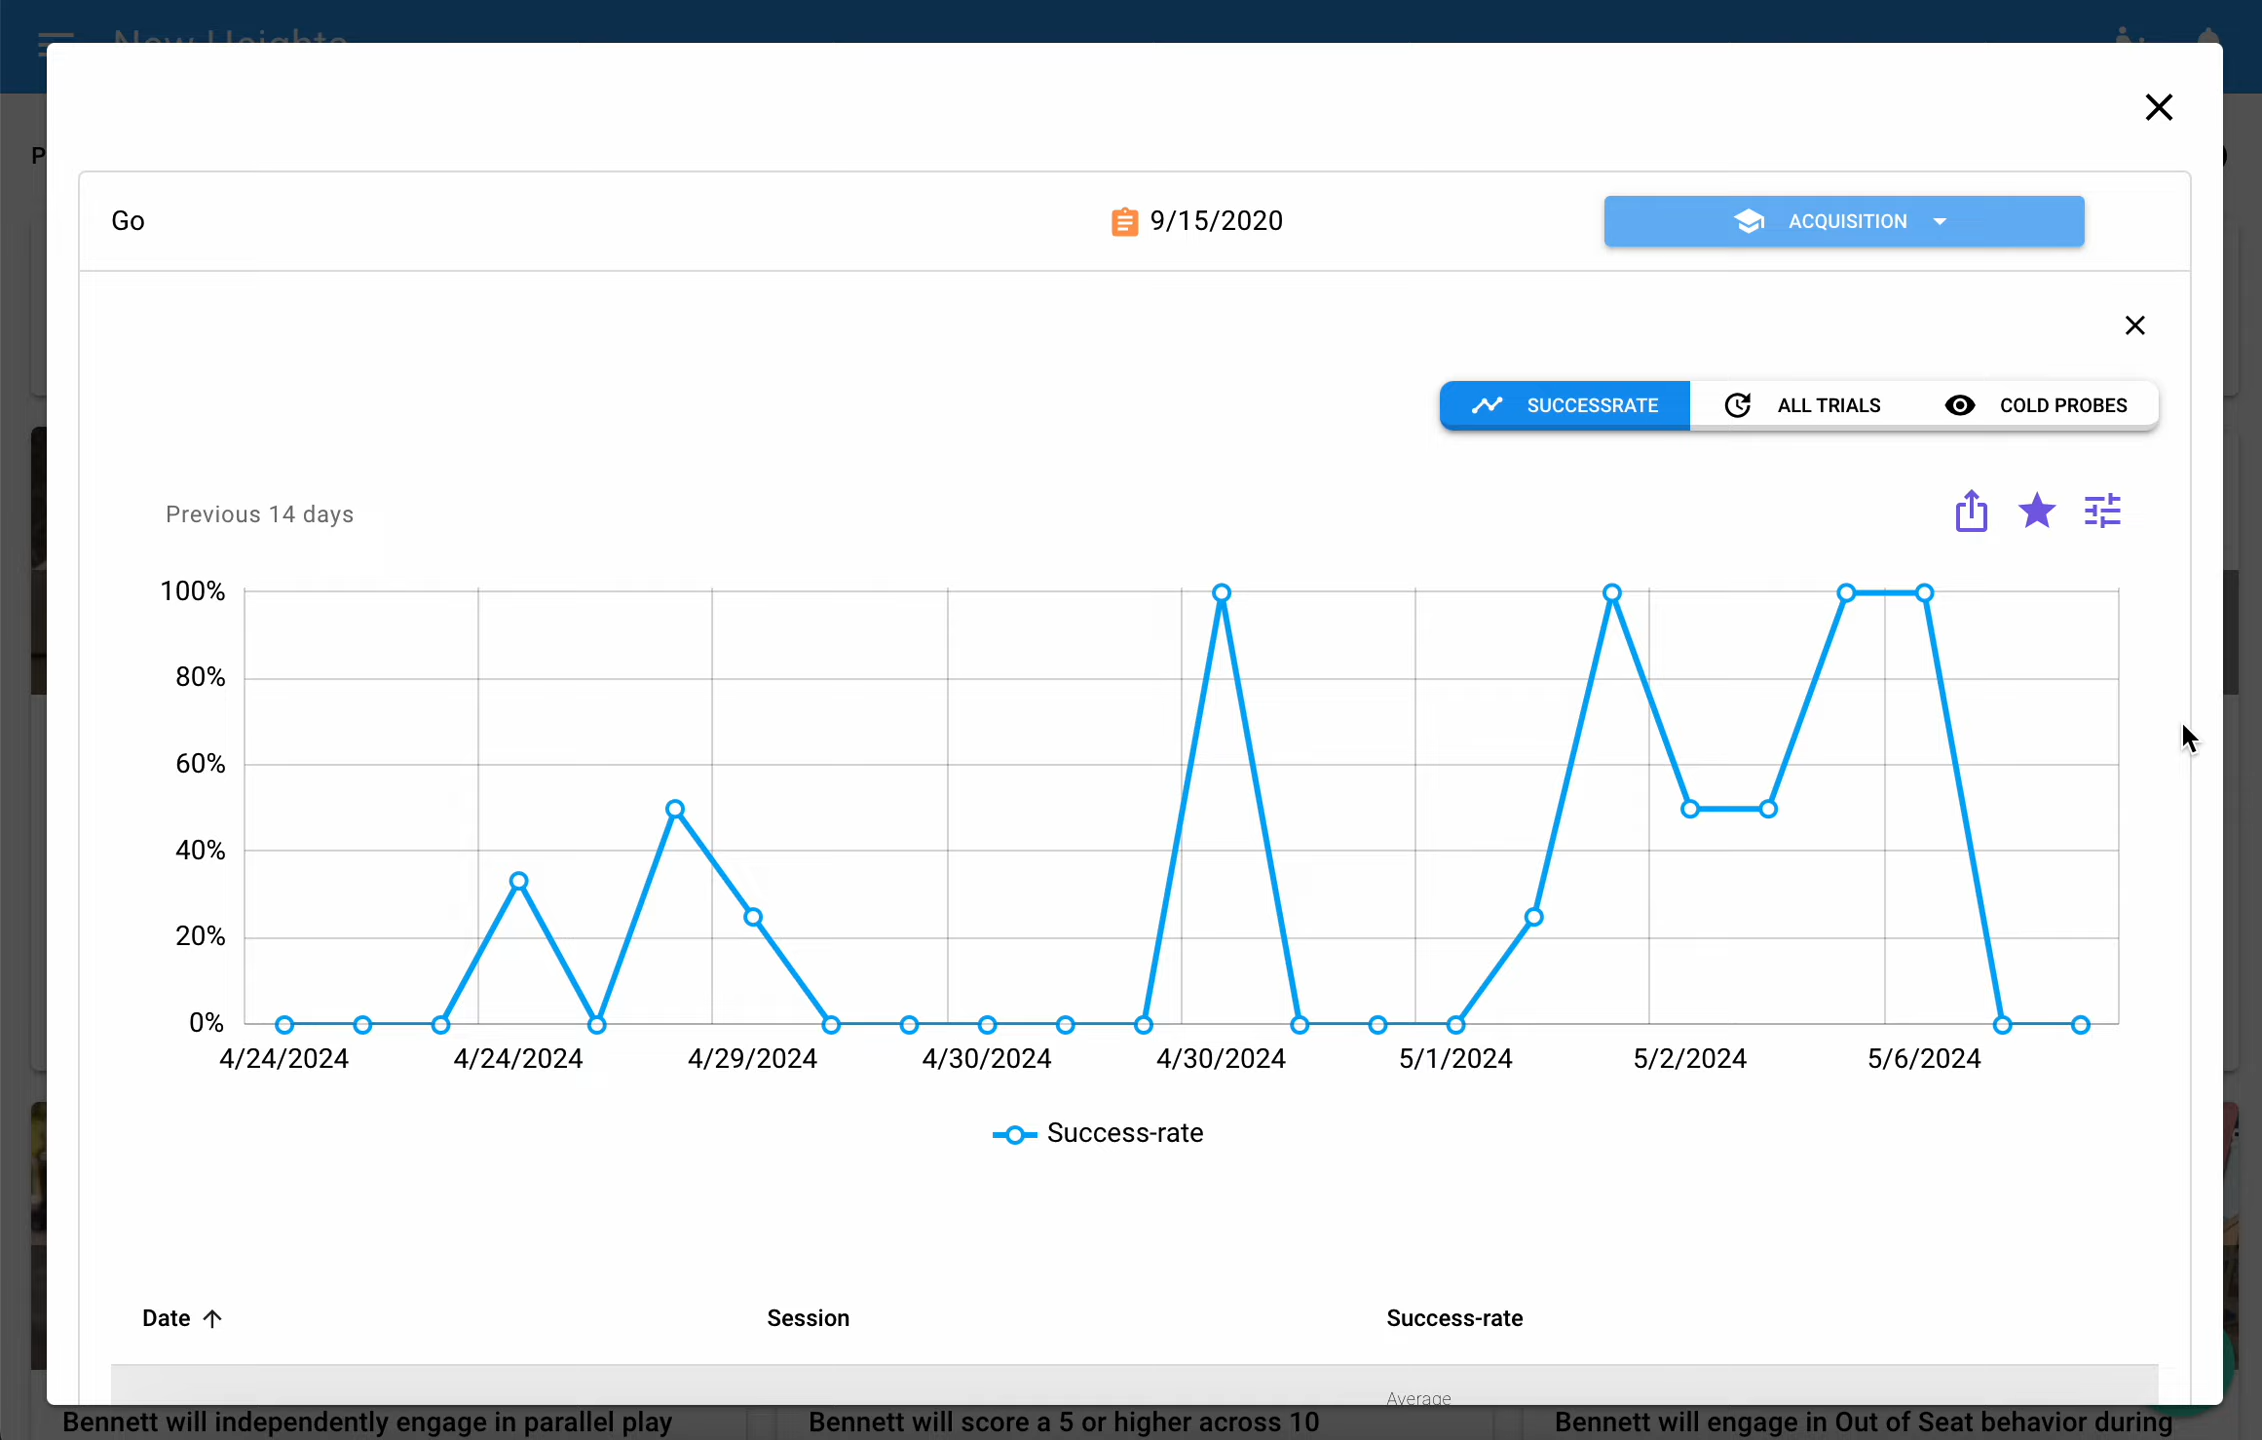 New Heights
P
Go
9/15/2020
ACQUISITION
SUCCESSRATE
ALL TRIALS
COLD PROBES
Previous 14 days
100%
80%
60%
40%
20%
0%
4/24/2024 4/24/2024 4/29/2024 4/30/2024 4/30/2024 5/1/2024 5/2/2024 5/6/2024
Success-rate
Date Session Success-rate
Average
Bennett will independently engage in parallel play
Bennett will score a 5 or higher across 10
Bennett will engage in Out of Seat behavior during